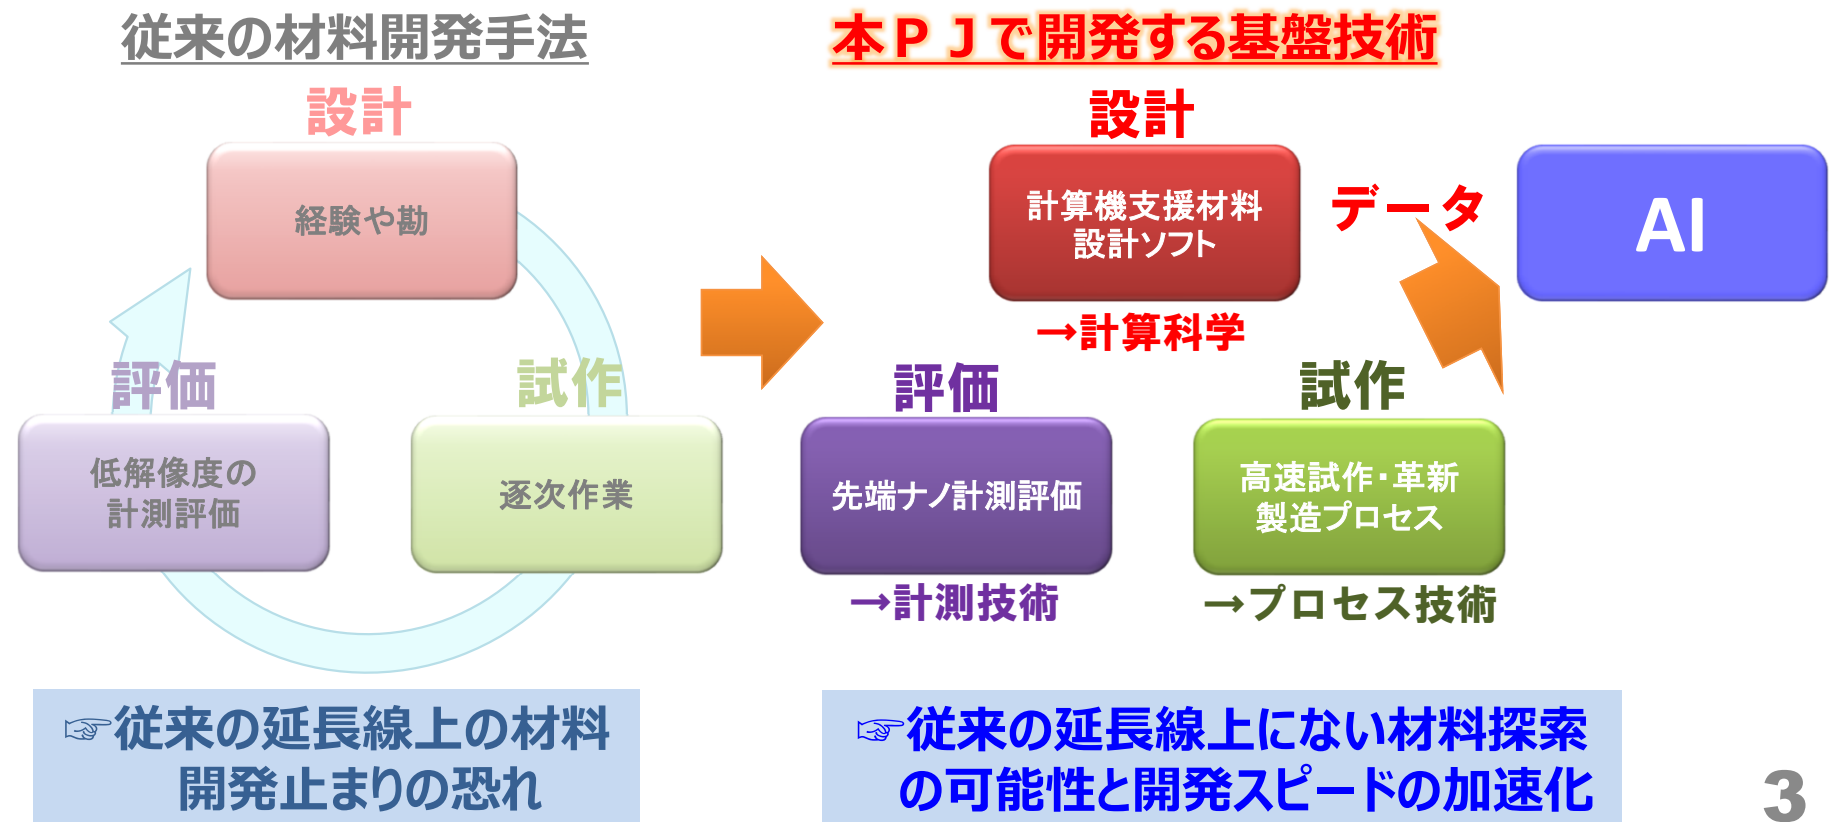 従来の材料開発手法
設計
経験や勘
評価
試作
低解像度の
計測評価
逐次作業
☞従来の延長線上の材料
開発止まりの恐れ
本ＰＪで開発する基盤技術
設計
計算機支援材料
設計ソフト
→計算科学
データ
AI
評価
試作
先端ナノ計測評価
高速試作・革新
製造プロセス
→計測技術
→プロセス技術
☞従来の延長線上にない材料探索
の可能性と開発スピードの加速化
3